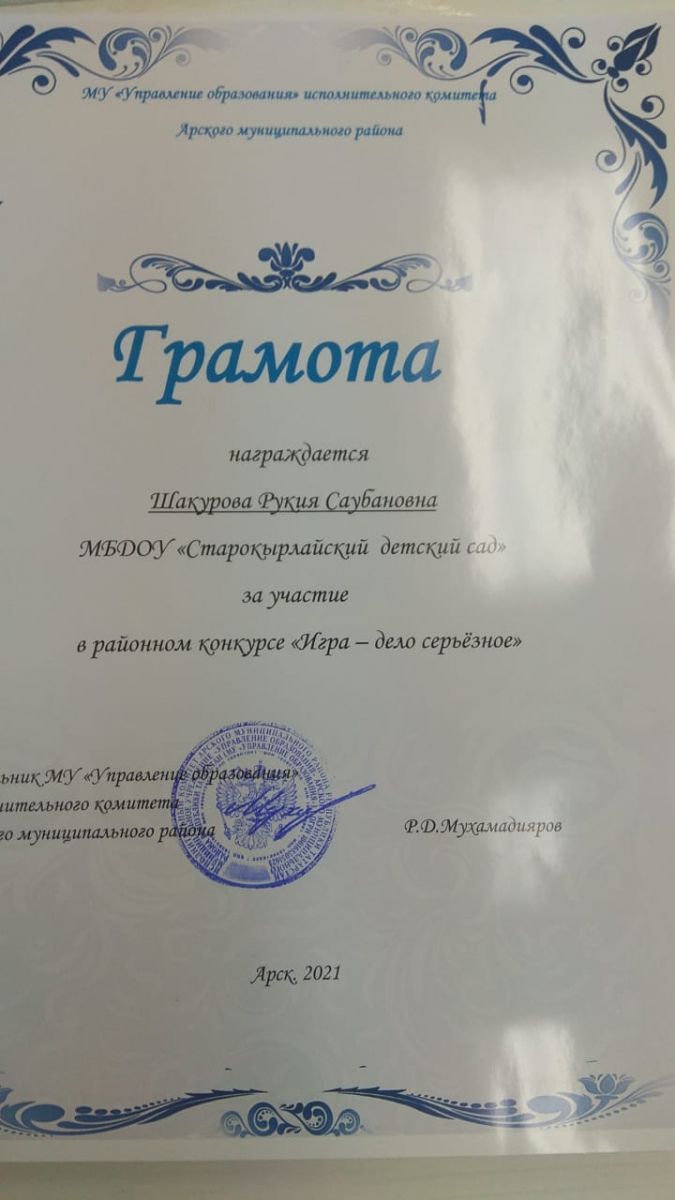 МУ «Управление образования» исполнительного комитета
Арского муниципального района
Грамота
награждается
Шакурова Рукия Саубановна
МБДОУ «Старокырлайский детский сад»
за участие
в районном конкурсе «Игра – дело серьёзное»
ьник МУ «Управление образования»
нительного комитета
го муниципального района
Р.Д.Мухамадияров
Арск, 2021